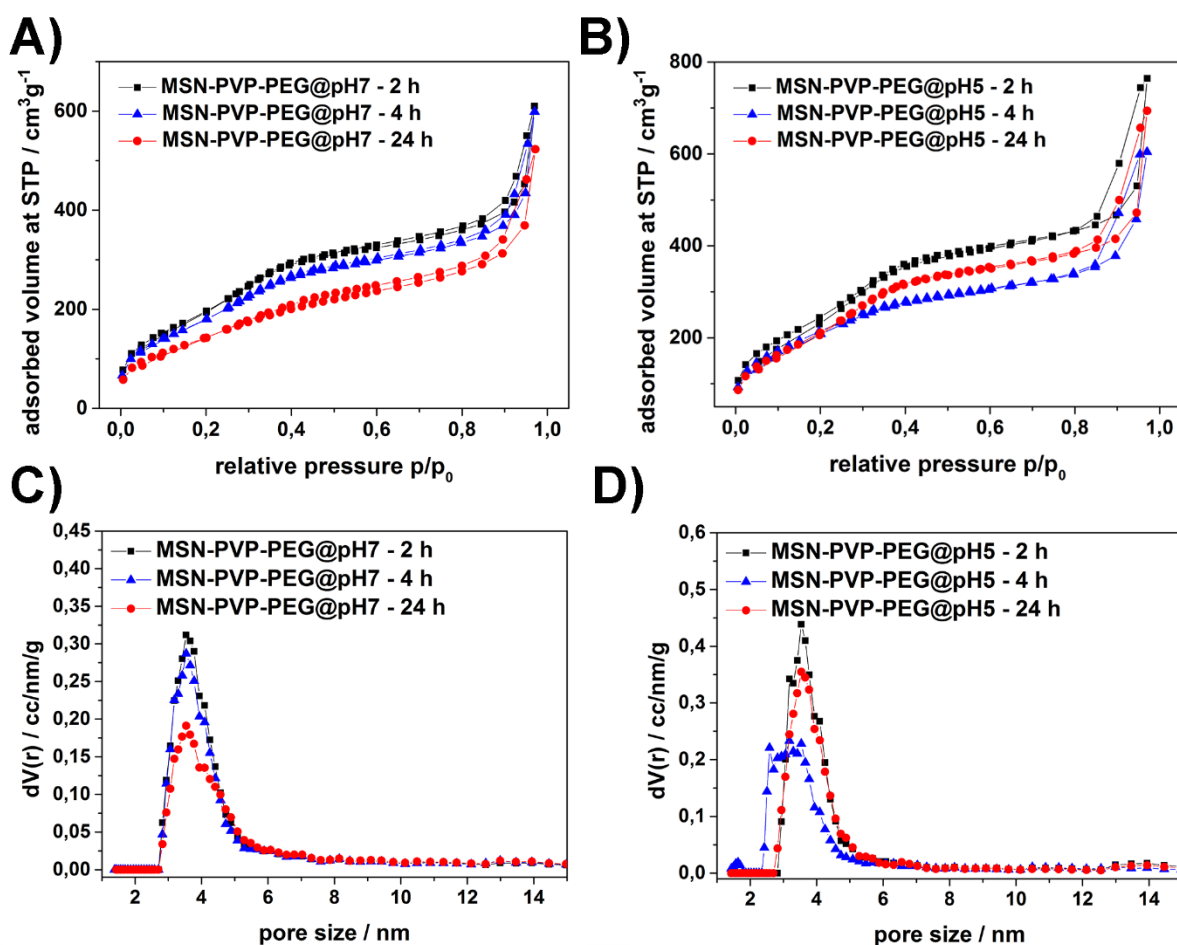 A)
adsorbed volume at STP / cm³g⁻¹
600
400
200
0
MSN-PVP-PEG@pH7 - 2 h
MSN-PVP-PEG@pH7 - 4 h
MSN-PVP-PEG@pH7 - 24 h
0,0 0,2 0,4 0,6 0,8 1,0
relative pressure p/p₀
B)
adsorbed volume at STP / cm³g⁻¹
800
600
400
200
MSN-PVP-PEG@pH5 - 2 h
MSN-PVP-PEG@pH5 - 4 h
MSN-PVP-PEG@pH5 - 24 h
0,0 0,2 0,4 0,6 0,8 1,0
relative pressure p/p₀
C)
dV(r) / cc/nm/g
0,45
0,40
0,35
0,30
0,25
0,20
0,15
0,10
0,05
0,00
MSN-PVP-PEG@pH7 - 2 h
MSN-PVP-PEG@pH7 - 4 h
MSN-PVP-PEG@pH7 - 24 h
2 4 6 8 10 12 14
pore size / nm
D)
dV(r) / cc/nm/g
0,6
0,5
0,4
0,3
0,2
0,1
0,0
MSN-PVP-PEG@pH5 - 2 h
MSN-PVP-PEG@pH5 - 4 h
MSN-PVP-PEG@pH5 - 24 h
2 4 6 8 10 12 14
pore size / nm